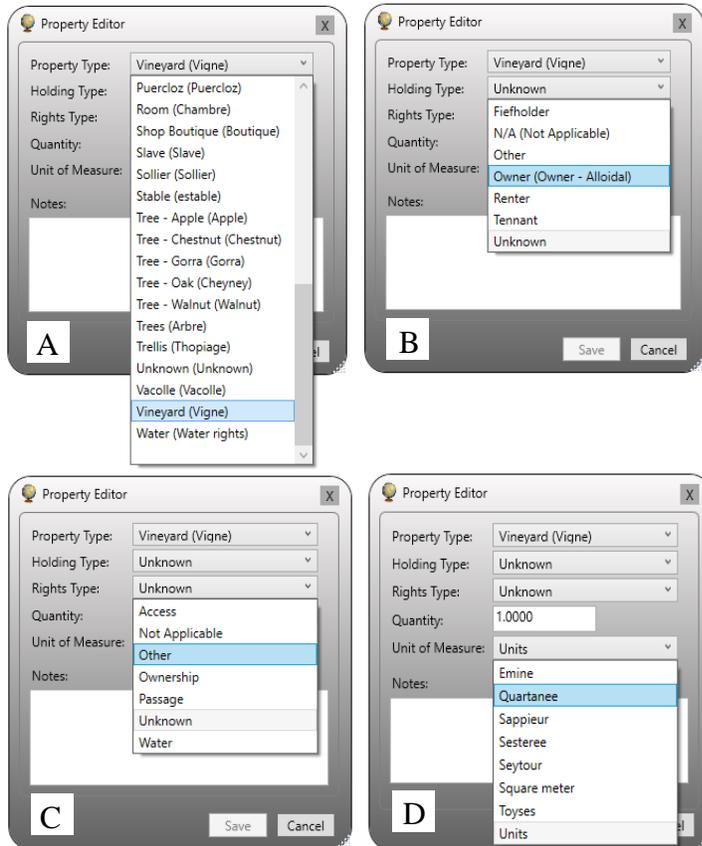 Property Editor
X
Property Type: Vineyard (Vigne)
Holding Type:
Rights Type:
Quantity:
Unit of Measure:
Notes:
Puercloz (Puercloz)
Room (Chambre)
Shop Boutique (Boutique)
Slave (Slave)
Sollier (Sollier)
Stable (estable)
Tree - Apple (Apple)
Tree - Chestnut (Chestnut)
Tree - Gorra (Gorra)
Tree - Oak (Cheyney)
Tree - Walnut (Walnut)
Trees (Arbre)
Trellis (Thopiage)
Unknown (Unknown)
Vacolle (Vacolle)
Vineyard (Vigne)
Water (Water rights)
A
Property Editor
X
Property Type: Vineyard (Vigne)
Holding Type: Unknown
Rights Type:
Quantity:
Unit of Measure:
Notes:
Fiefholder
N/A (Not Applicable)
Other
Owner (Owner - Alloidal)
Renter
Tennant
Unknown
B
Save Cancel
Property Editor
X
Property Type: Vineyard (Vigne)
Holding Type: Unknown
Rights Type: Unknown
Quantity:
Unit of Measure:
Notes:
Access
Not Applicable
Other
Ownership
Passage
Unknown
Water
C
Save Cancel
Property Editor
X
Property Type: Vineyard (Vigne)
Holding Type: Unknown
Rights Type: Unknown
Quantity: 1.0000
Unit of Measure: Units
Notes:
Emine
Quartanee
Sappieur
Sesteree
Seytour
Square meter
Toyses
Units
D